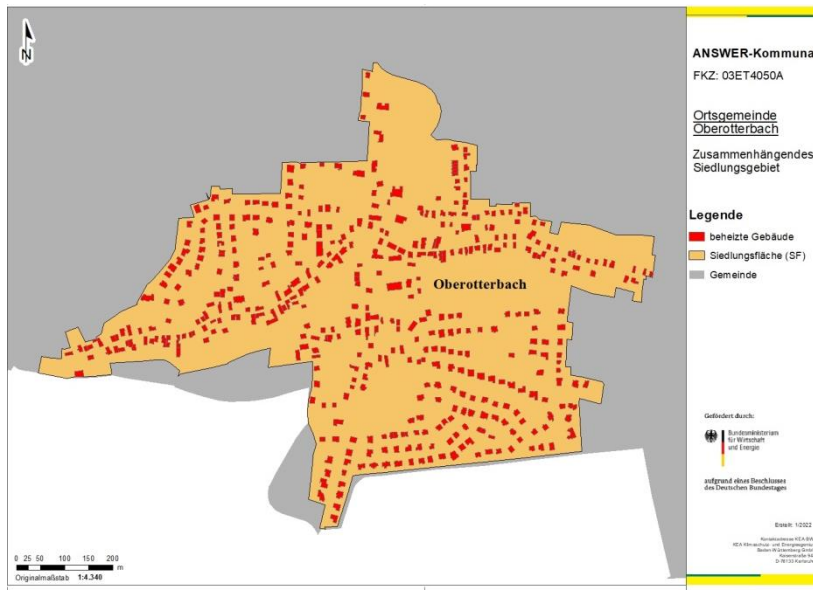 N
ANSWER-Kommuna
FKZ: 03ET4050A
Ortsgemeinde
Oberotterbach
Zusammenhängendes
Siedlungsgebiet
Legende
beheizte Gebäude
Siedlungsfläche (SF)
Gemeinde
Oberotterbach
Gefördert durch:
Bundesministerium
für Wirtschaft
und Energie
aufgrund eines Beschlusses
des Deutschen Bundestages
Erstellt: 1/2022
0 25 50 100 150 200
m
Originalmaßstab 1:4.340